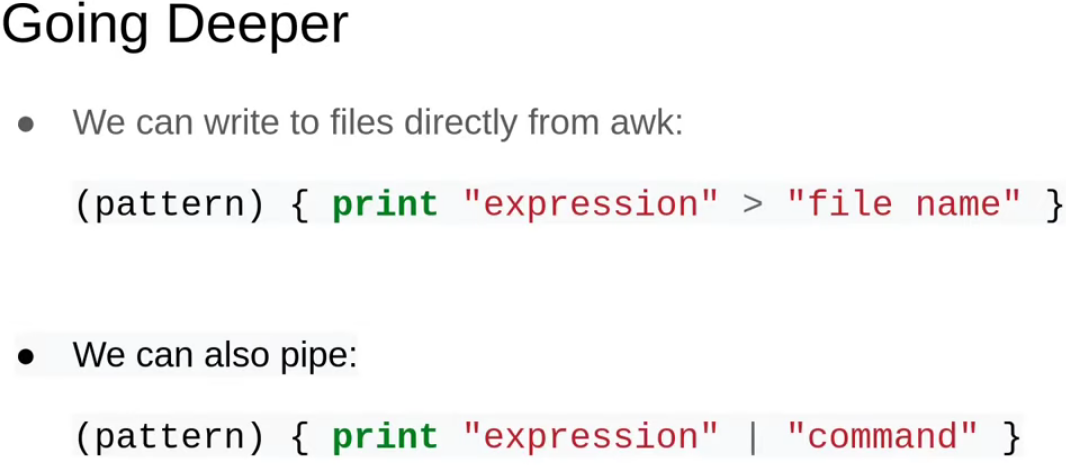 Going Deeper
● We can write to files directly from awk:
(pattern) { print "expression" > "file name" }
● We can also pipe:
(pattern) { print "expression" | "command" }